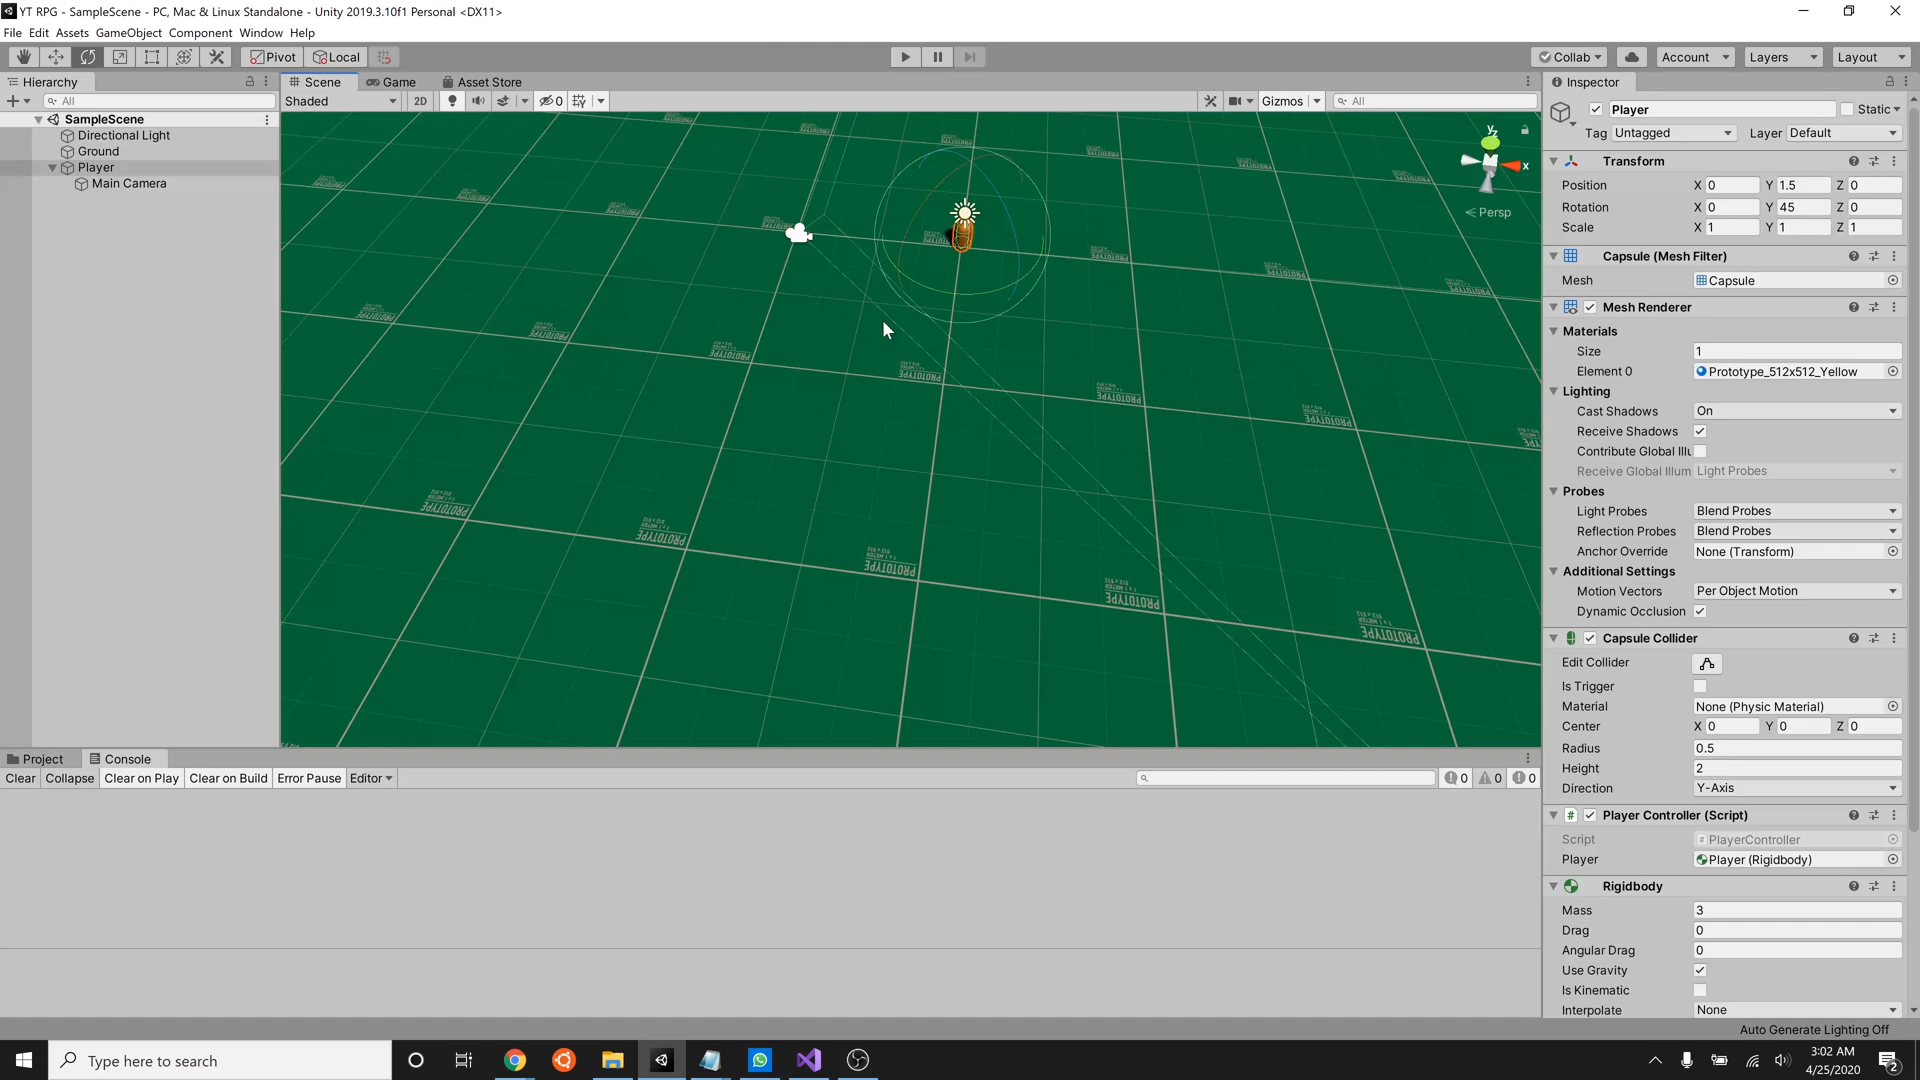 YT RPG - SampleScene - PC, Mac & Linux Standalone - Unity 2019.3.10f1 Personal <DX11>
File Edit Assets GameObject Component Window Help
Pivot Local Collab Account Layers Layout
Hierarchy
All
SampleScene
Directional Light
Ground
Player
Main Camera
Scene Game Asset Store
Shaded 2D 0 Gizmos All
y
x
z
Persp
PROTOTYPE
Project Console
Clear Collapse Clear on Play Clear on Build Error Pause Editor 0 0 0
Inspector
Player Static
Tag Untagged Layer Default
Transform
Position X 0 Y 1.5 Z 0
Rotation X 0 Y 45 Z 0
Scale X 1 Y 1 Z 1
Capsule (Mesh Filter)
Mesh Capsule
Mesh Renderer
Materials
Size 1
Element 0 Prototype_512x512_Yellow
Lighting
Cast Shadows On
Receive Shadows
Contribute Global Illu
Receive Global Illum Light Probes
Probes
Light Probes Blend Probes
Reflection Probes Blend Probes
Anchor Override None (Transform)
Additional Settings
Motion Vectors Per Object Motion
Dynamic Occlusion
Capsule Collider
Edit Collider
Is Trigger
Material None (Physic Material)
Center X 0 Y 0 Z 0
Radius 0.5
Height 2
Direction Y-Axis
Player Controller (Script)
Script PlayerController
Player Player (Rigidbody)
Rigidbody
Mass 3
Drag 0
Angular Drag 0
Use Gravity
Is Kinematic
Interpolate None
Auto Generate Lighting Off
Type here to search
3:02 AM
4/25/2020
2